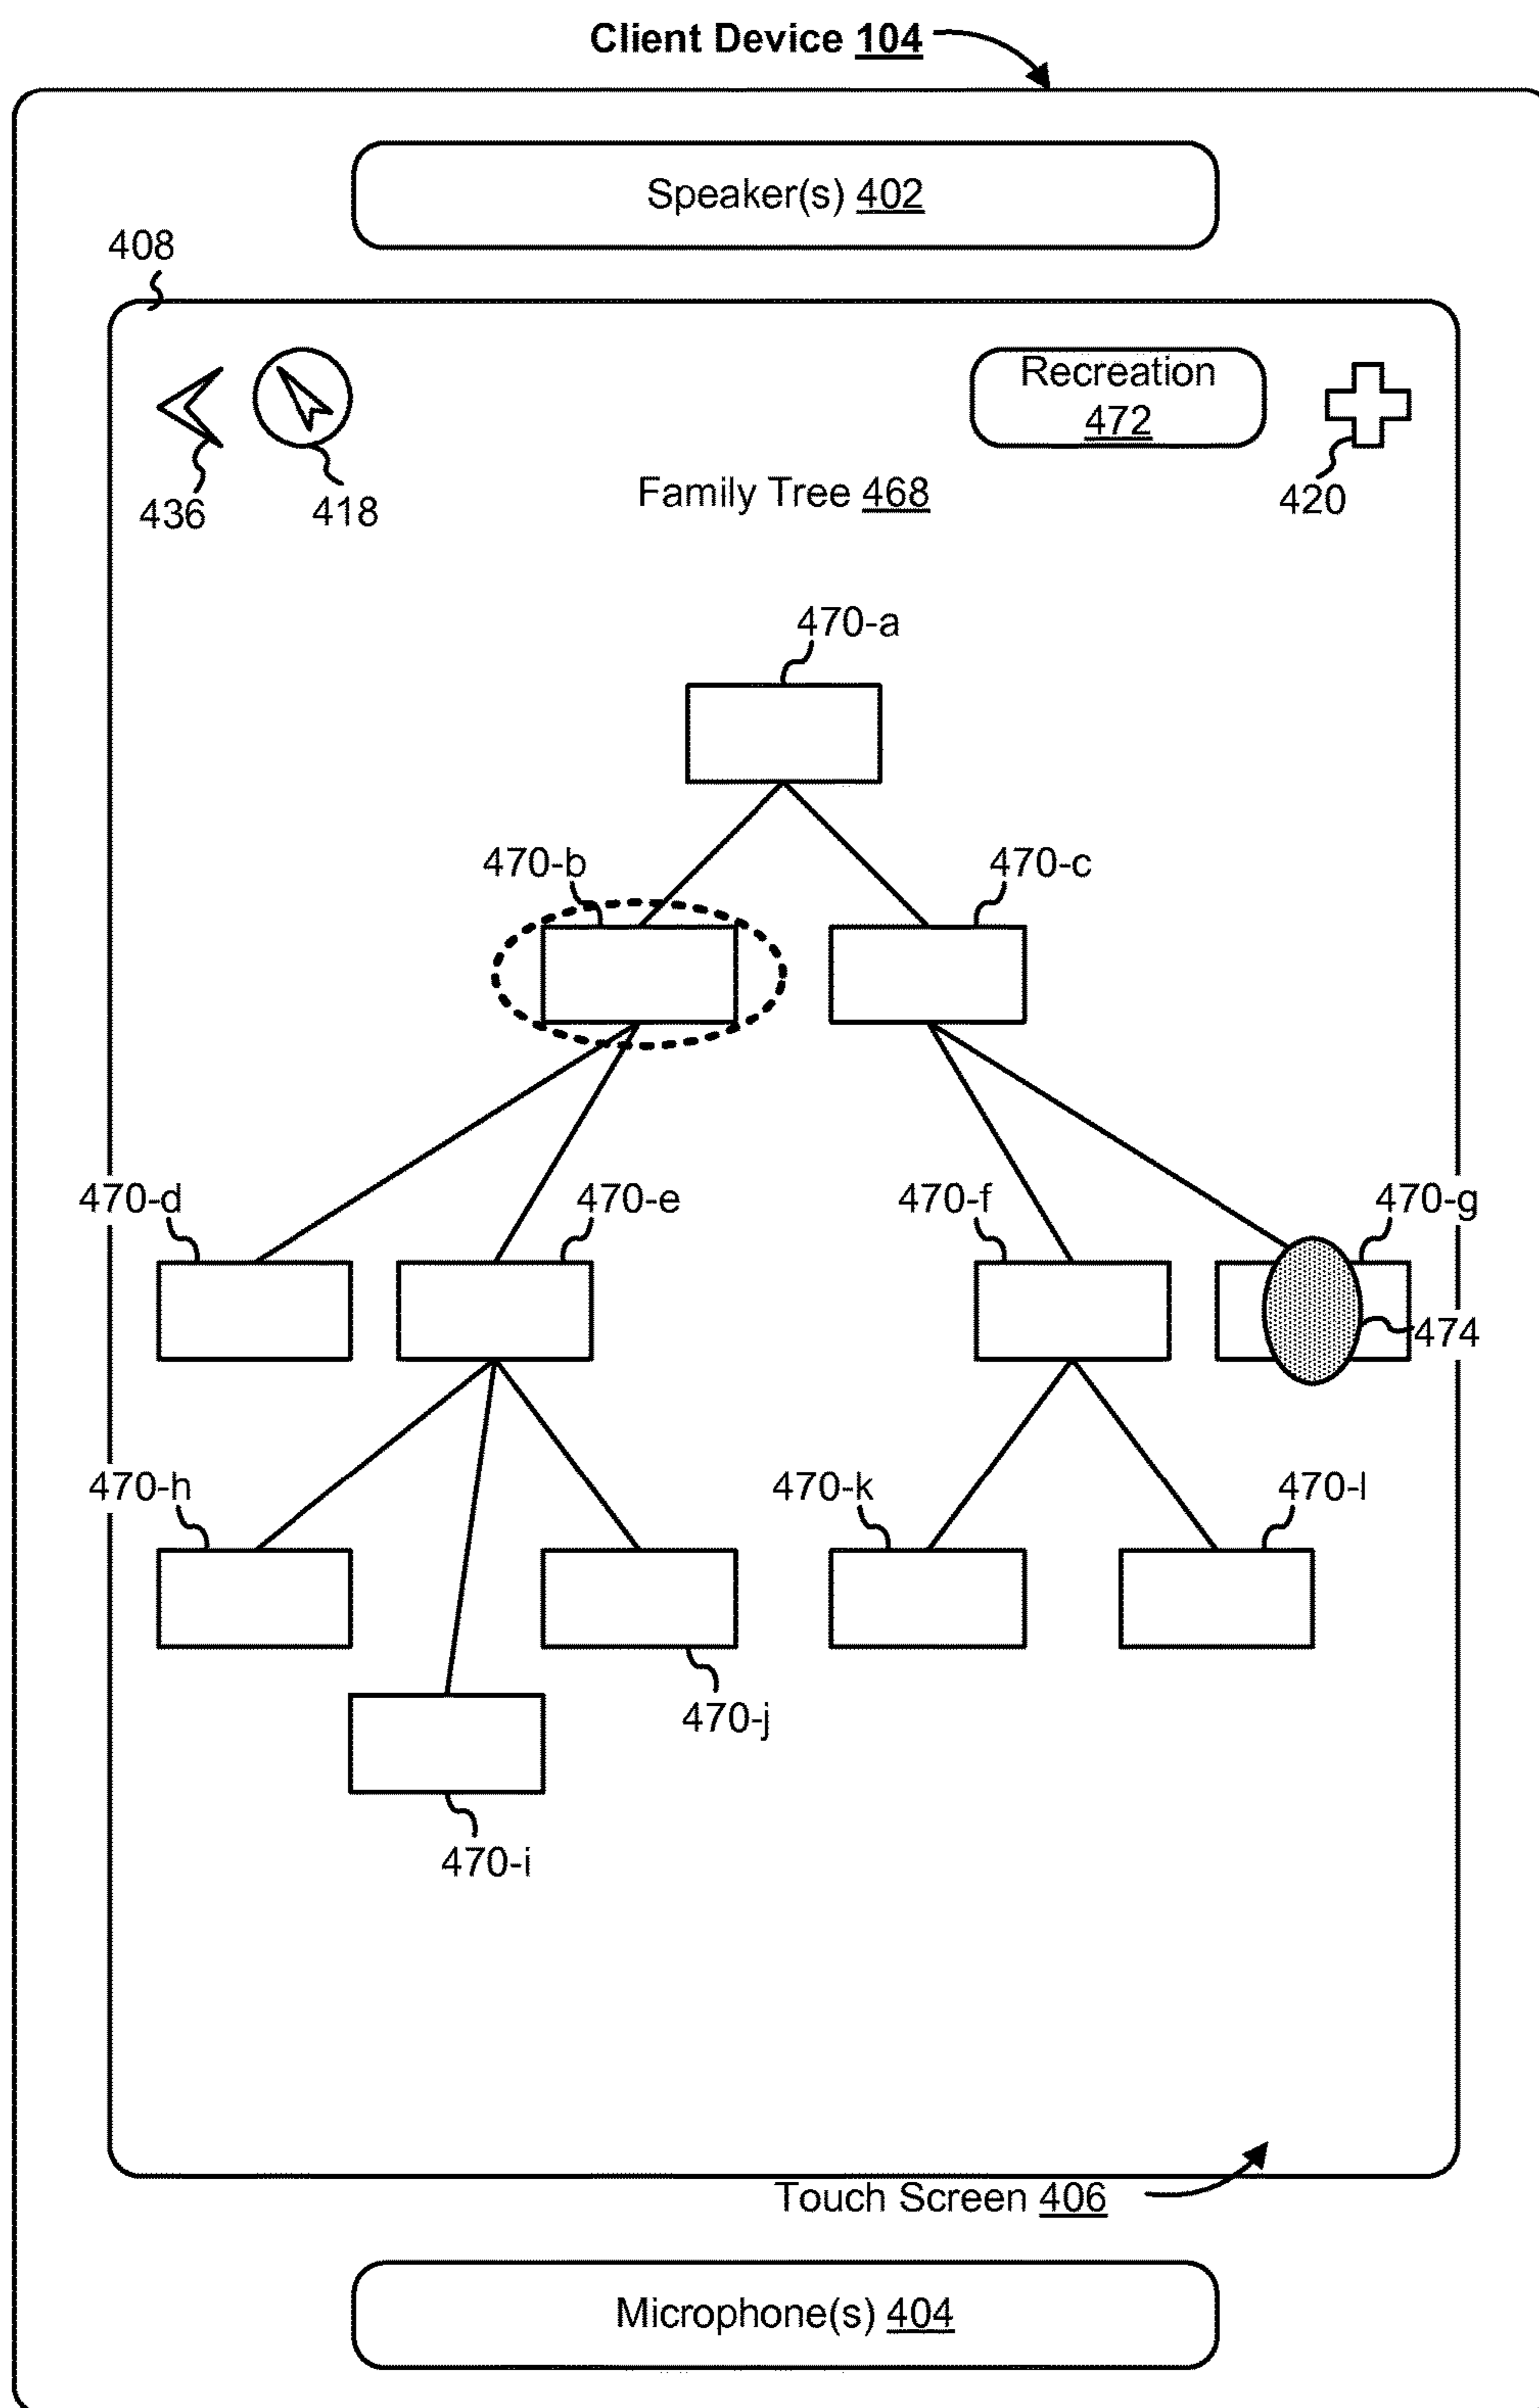 Client Device 104
Speaker(s) 402
408
Recreation
472
436
418
Family Tree 468
420
470-a
470-b
470-c
470-d
470-e
470-f
470-g
474
470-h
470-k
470-l
470-j
470-i
Touch Screen 406
Microphone(s) 404